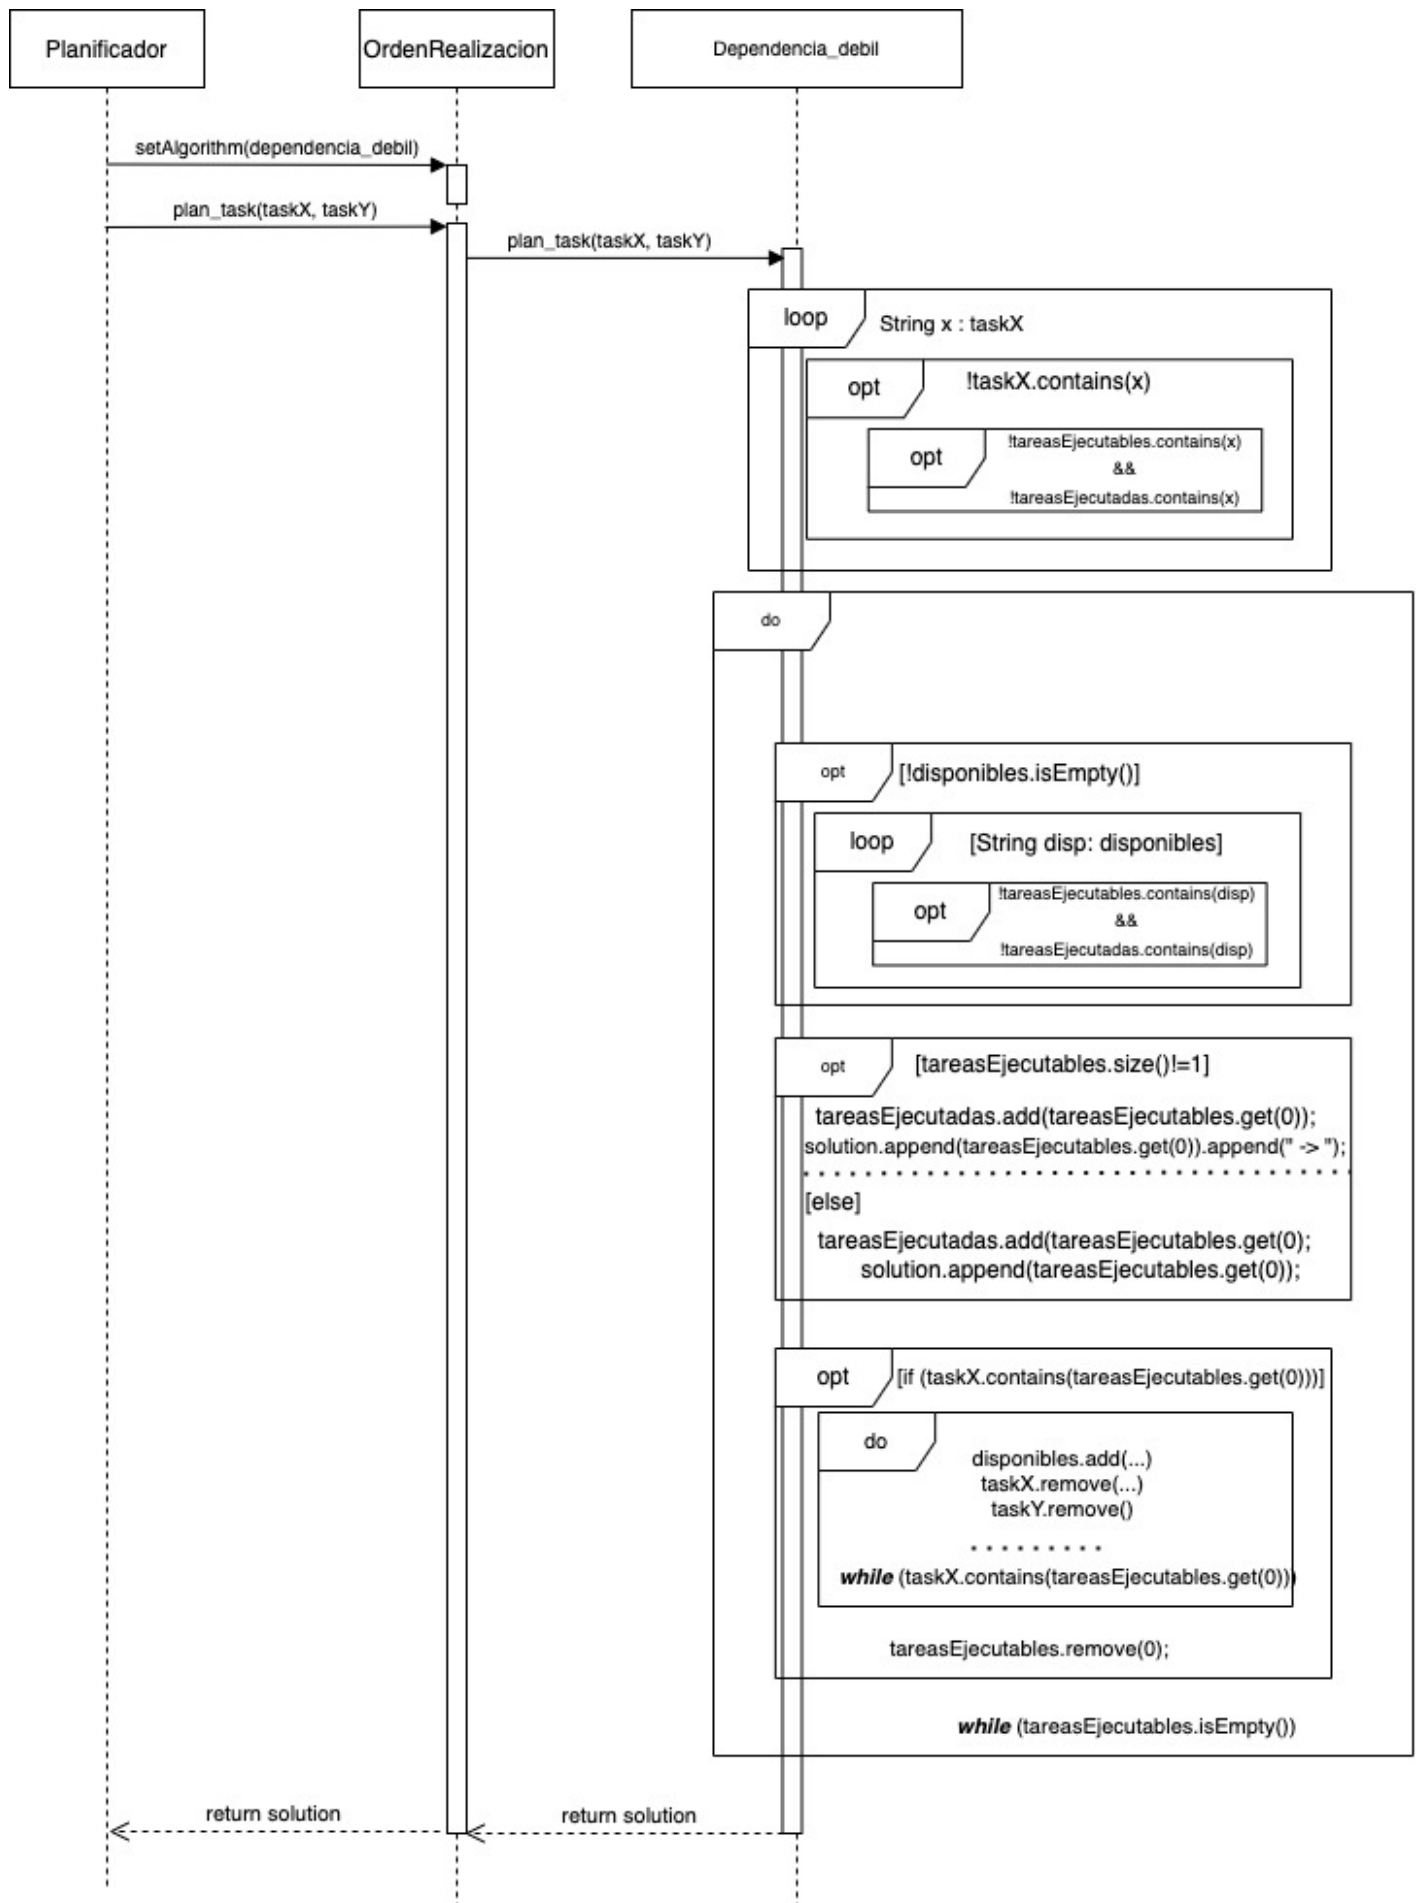 Planificador
OrdenRealizacion
Dependencia_debil
setAlgorithm(dependencia_debil)
plan_task(taskX, taskY)
plan_task(taskX, taskY)
loop
String x : taskX
opt
!taskX.contains(x)
opt
!tareasEjecutables.contains(x)
&&
!tareasEjecutadas.contains(x)
do
opt
[!disponibles.isEmpty()]
loop
[String disp: disponibles]
opt
!tareasEjecutables.contains(disp)
&&
!tareasEjecutadas.contains(disp)
opt
[tareasEjecutables.size()!=1]
tareasEjecutadas.add(tareasEjecutables.get(0));
solution.append(tareasEjecutables.get(0)).append(" -> ");
[else]
tareasEjecutadas.add(tareasEjecutables.get(0);
solution.append(tareasEjecutables.get(0));
opt
[if (taskX.contains(tareasEjecutables.get(0)))]
do
disponibles.add(...)
taskX.remove(...)
taskY.remove()
while (taskX.contains(tareasEjecutables.get(0)))
tareasEjecutables.remove(0);
while (tareasEjecutables.isEmpty())
return solution
return solution